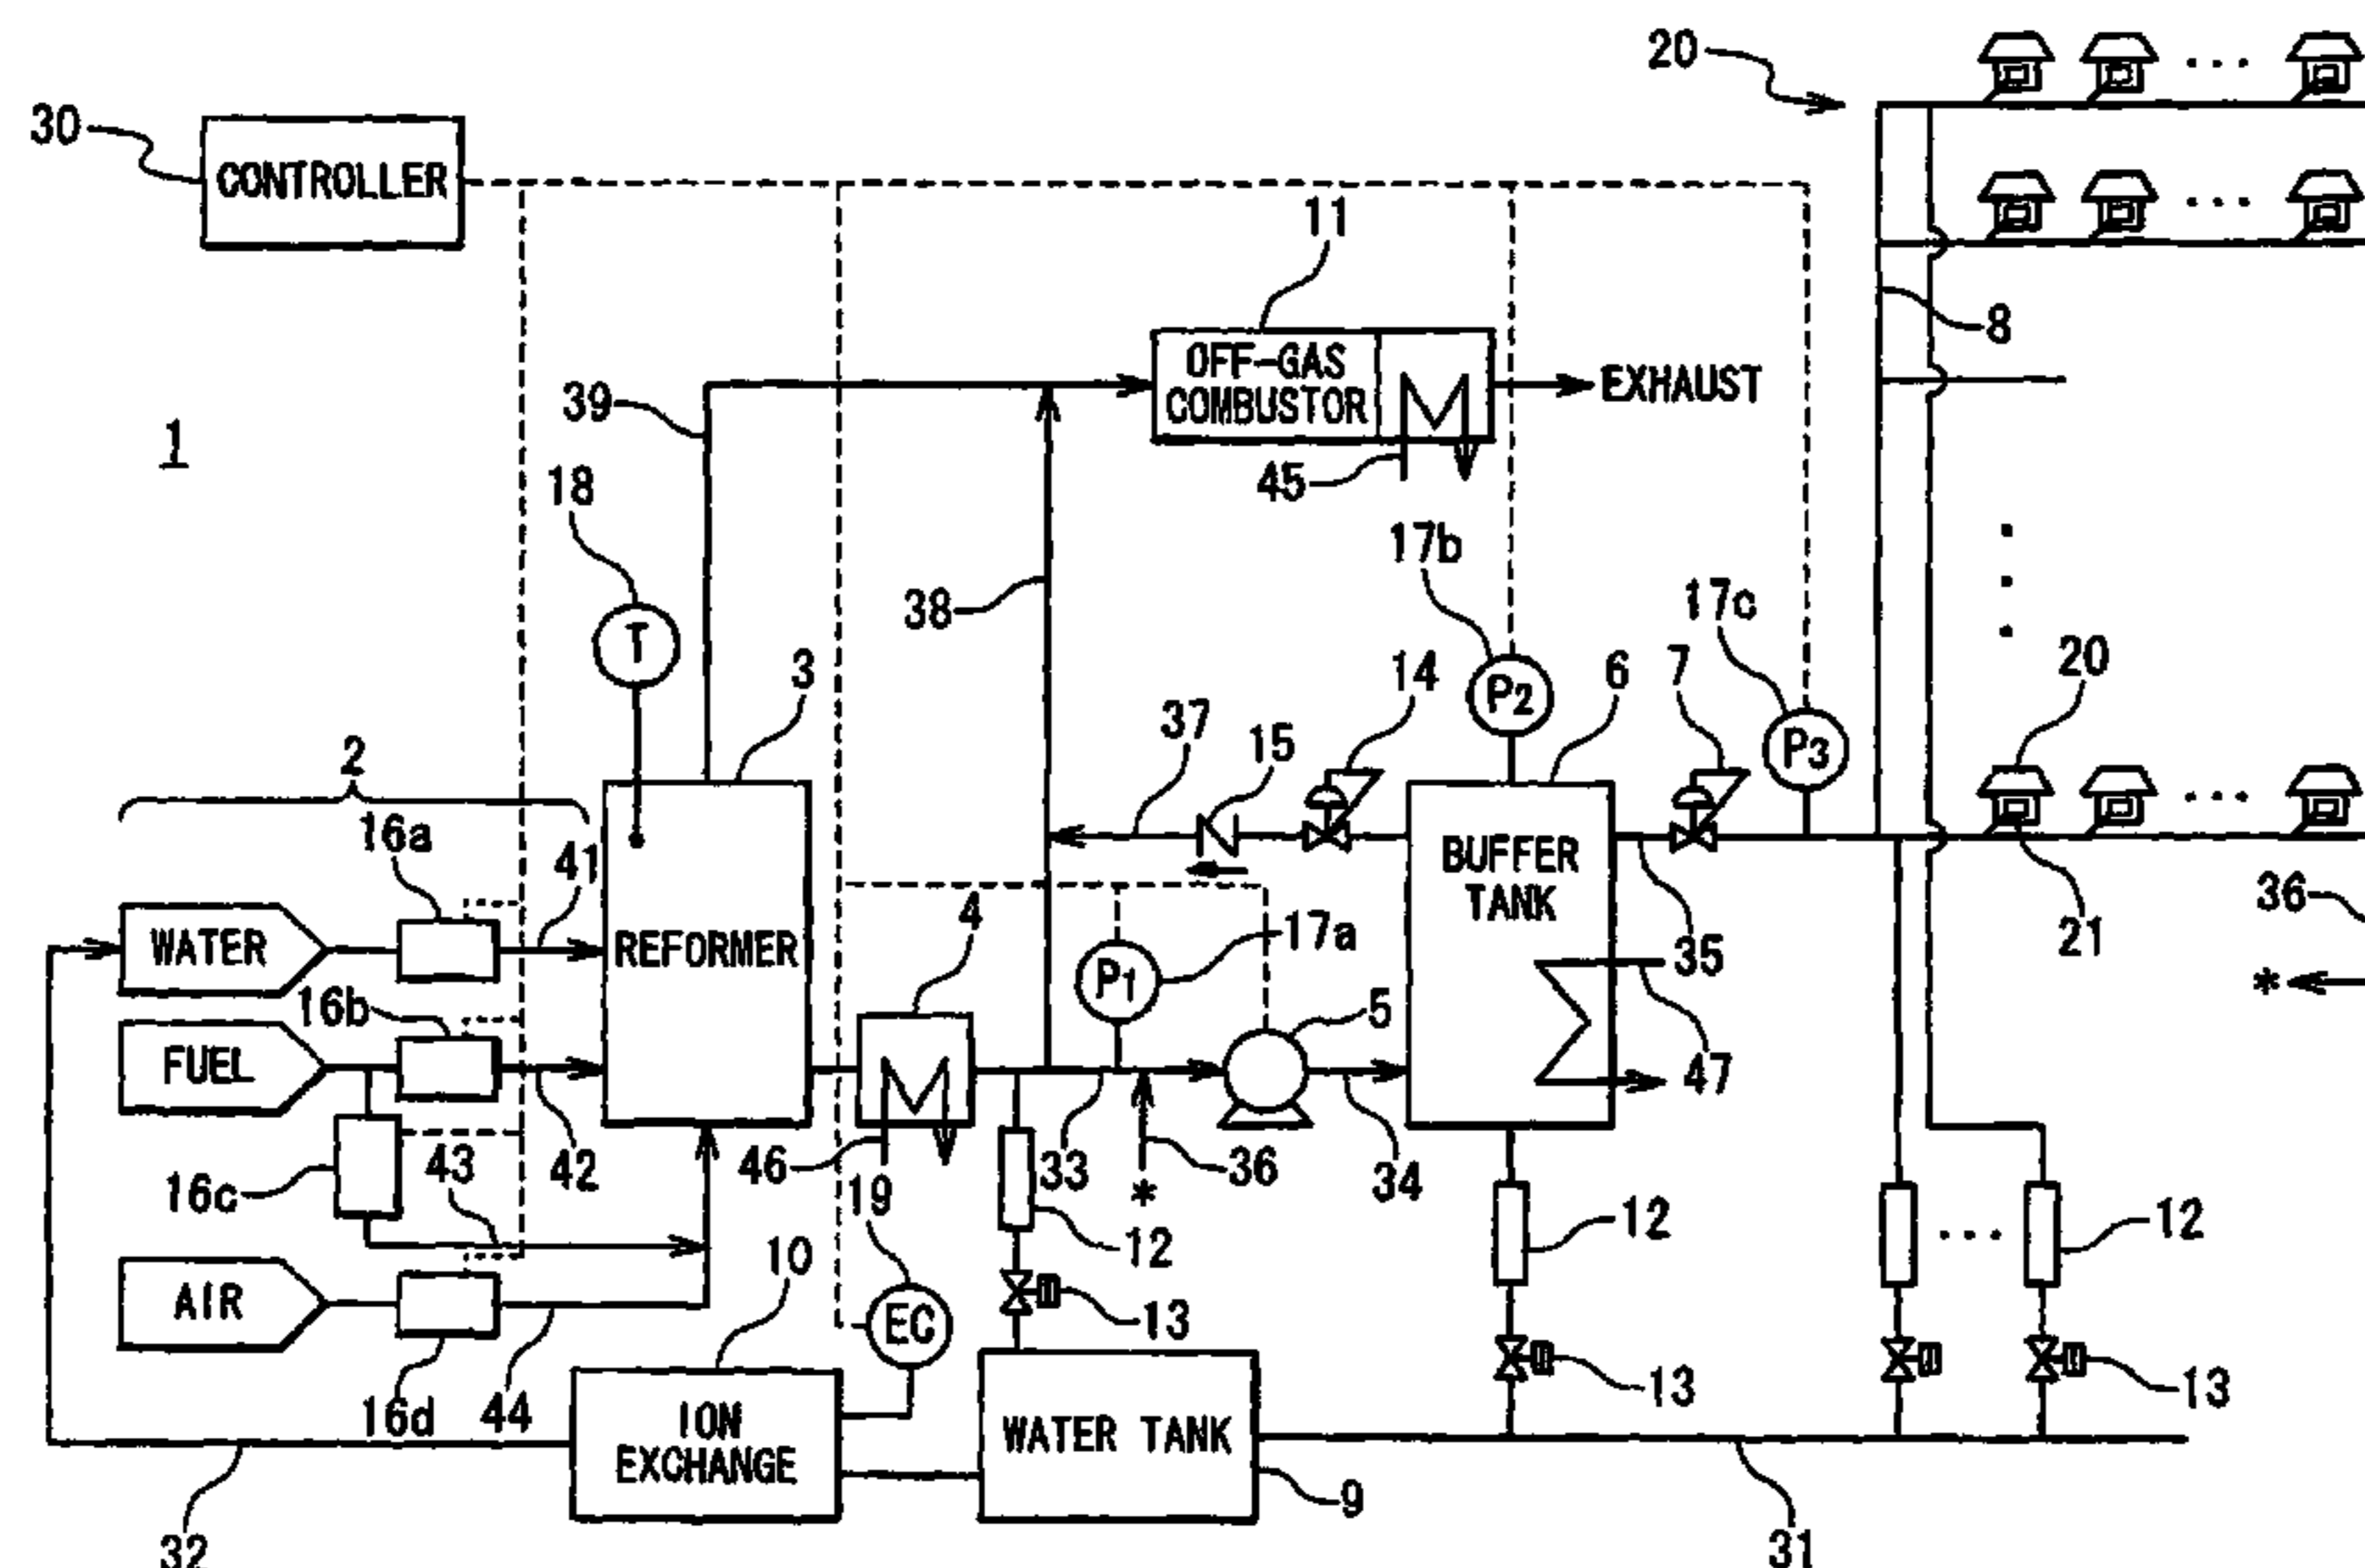 20
30
CONTROLLER
11
8
OFF-GAS
COMBUSTOR
EXHAUST
39
1
45
18
17b
38
17c
T
3
14
6
7
20
P2
37
15
P3
2
16a
41
BUFFER
TANK
4
36
21
WATER
REFORMER
17a
35
*
P1
16b
5
FUEL
47
16c
43
42
46
19
33
36
34
*
12
12
12
10
AIR
EC
13
16d
44
13
13
ION
EXCHANGE
WATER TANK
9
32
31